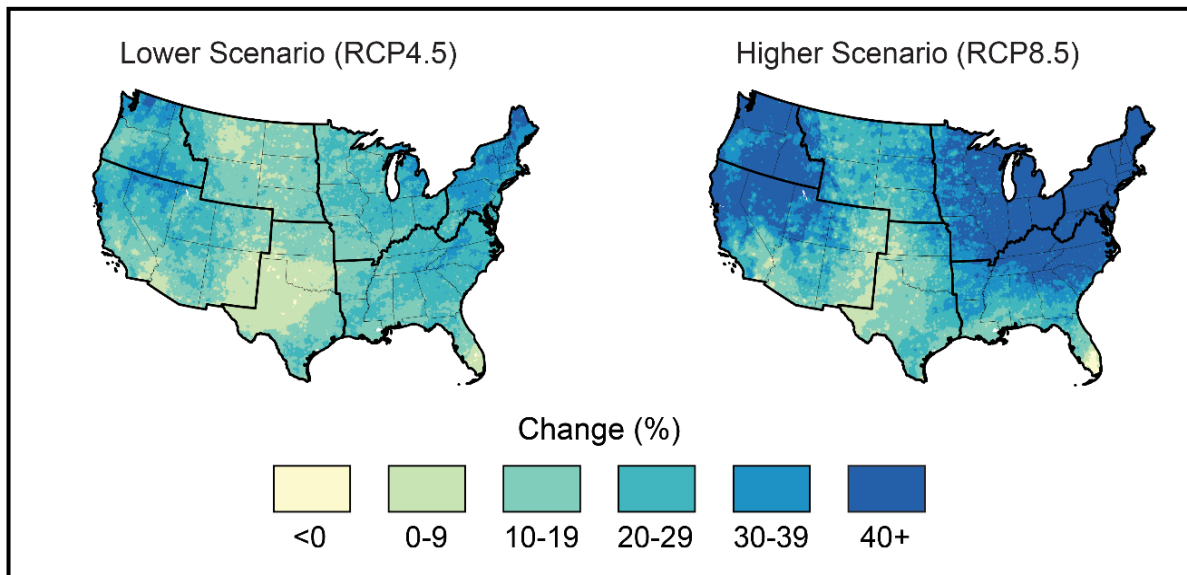 Lower Scenario (RCP4.5)
Higher Scenario (RCP8.5)
Change (%)
<0
0-9
10-19
20-29
30-39
40+